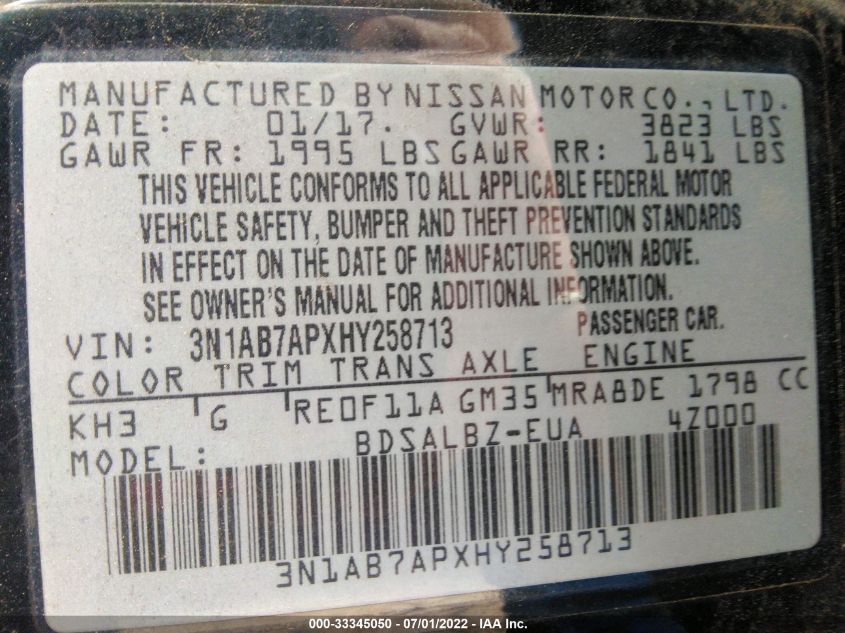 MANUFACTURED BY NISSAN MOTOR CO., LTD.
DATE: 01/17. GVWR: 3823 LBS
GAWR FR: 1995 LBS GAWR RR: 1841 LBS
THIS VEHICLE CONFORMS TO ALL APPLICABLE FEDERAL MOTOR
VEHICLE SAFETY, BUMPER AND THEFT PREVENTION STANDARDS
IN EFFECT ON THE DATE OF MANUFACTURE SHOWN ABOVE.
SEE OWNER'S MANUAL FOR ADDITIONAL INFORMATION.
VIN: 3N1AB7APXHY258713 PASSENGER CAR.
COLOR TRIM TRANS AXLE ENGINE
KH3 G RE0F11A GM35 MRA8DE 1798 CC
MODEL: BDSALBZ-EUA 4Z000
3N1AB7APXHY258713
000-33345050 - 07/01/2022 - IAA Inc.